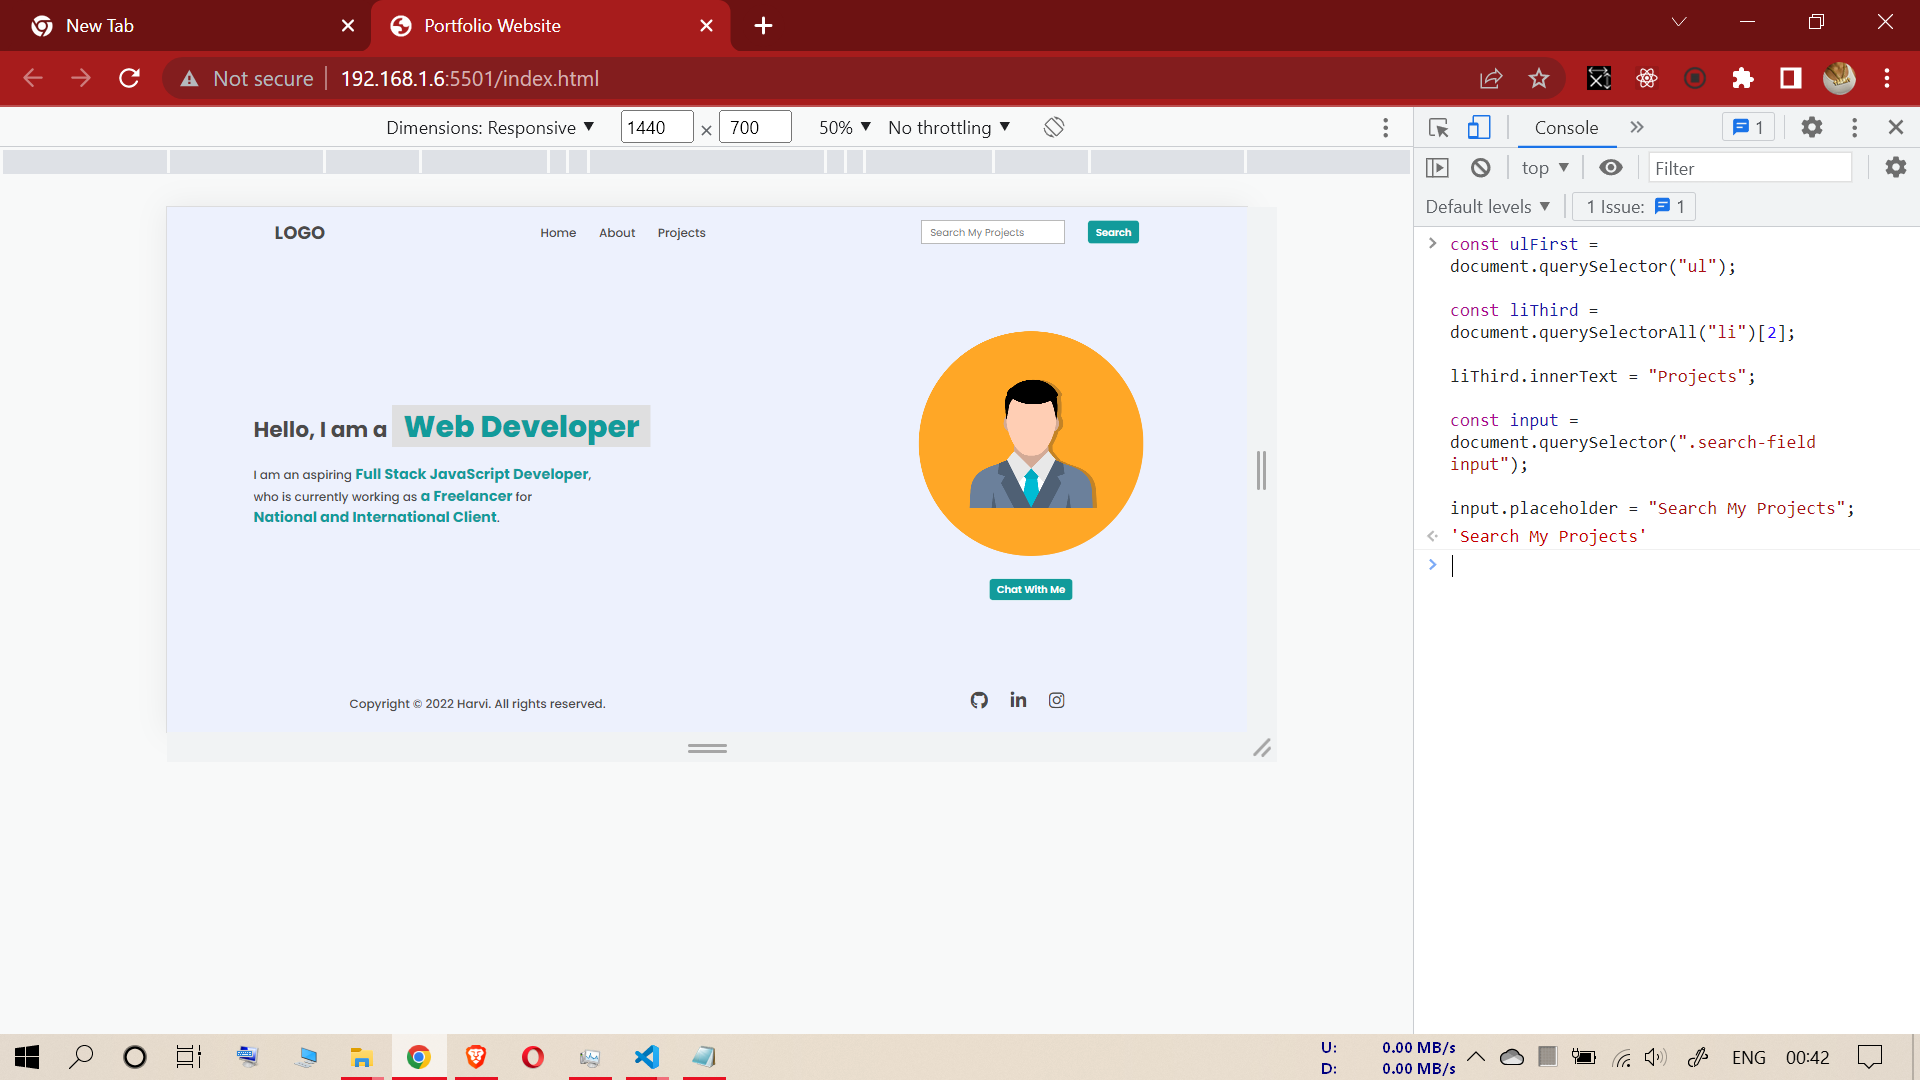 New Tab
Portfolio Website
Not secure
192.168.1.6:5501/index.html
Dimensions: Responsive
1440 × 700
50%
No throttling
Console
1
top
Filter
Default levels
1 Issue: 1
LOGO
Home
About
Projects
Search My Projects
Search
Hello, I am a Web Developer
I am an aspiring Full Stack JavaScript Developer,
who is currently working as a Freelancer for
National and International Client.
Chat With Me
Copyright © 2022 Harvi. All rights reserved.
const ulFirst =
document.querySelector("ul");
const liThird =
document.querySelectorAll("li")[2];
liThird.innerText = "Projects";
const input =
document.querySelector(".search-field
input");
input.placeholder = "Search My Projects";
'Search My Projects'
U: 0.00 MB/s
D: 0.00 MB/s
ENG
00:42